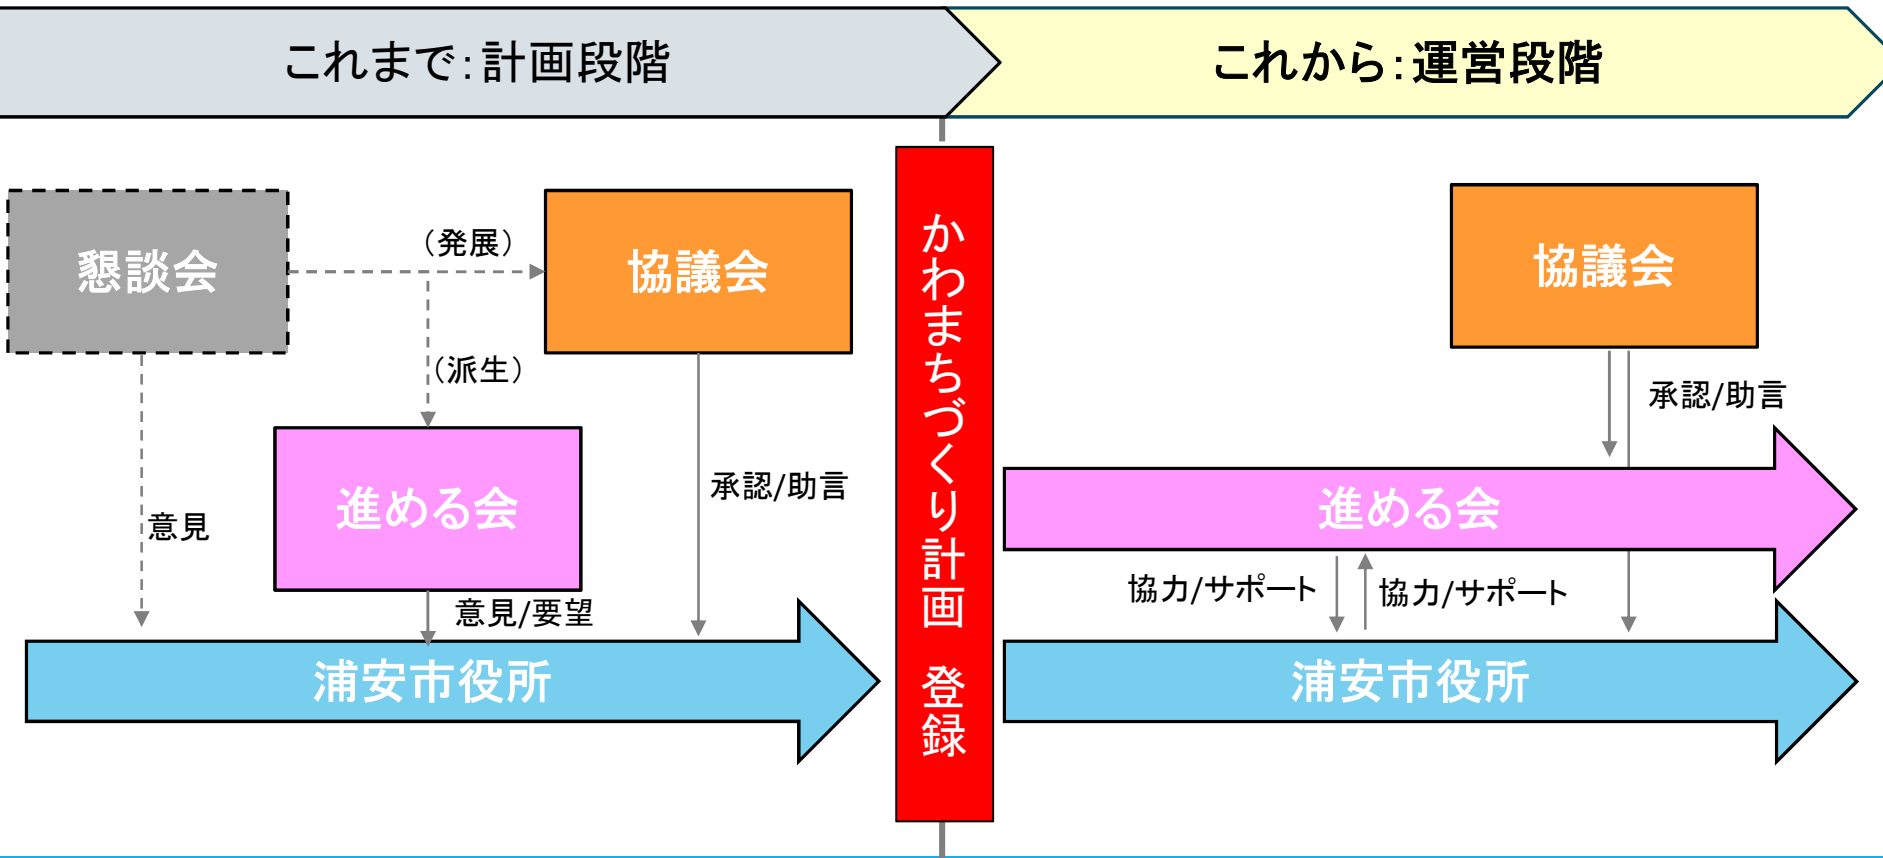 これまで：計画段階
これから：運営段階
懇談会
（発展）
協議会
（派生）
進める会
意見
意見/要望
承認/助言
浦安市役所
かわまちづくり計画　登録
協議会
承認/助言
進める会
協力/サポート
協力/サポート
浦安市役所